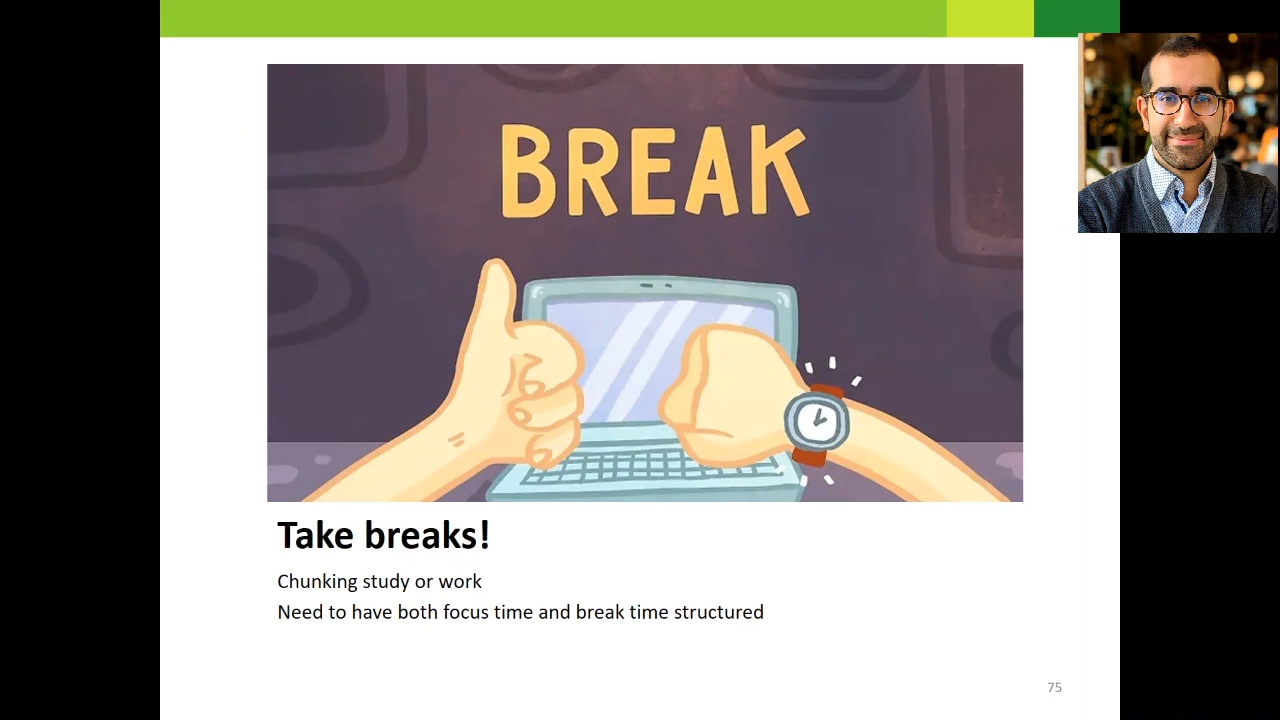 BREAK
Take breaks!
Chunking study or work
Need to have both focus time and break time structured
75